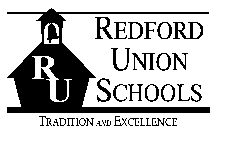 RU
REDFORD
UNION
SCHOOLS
TRADITION AND EXCELLENCE